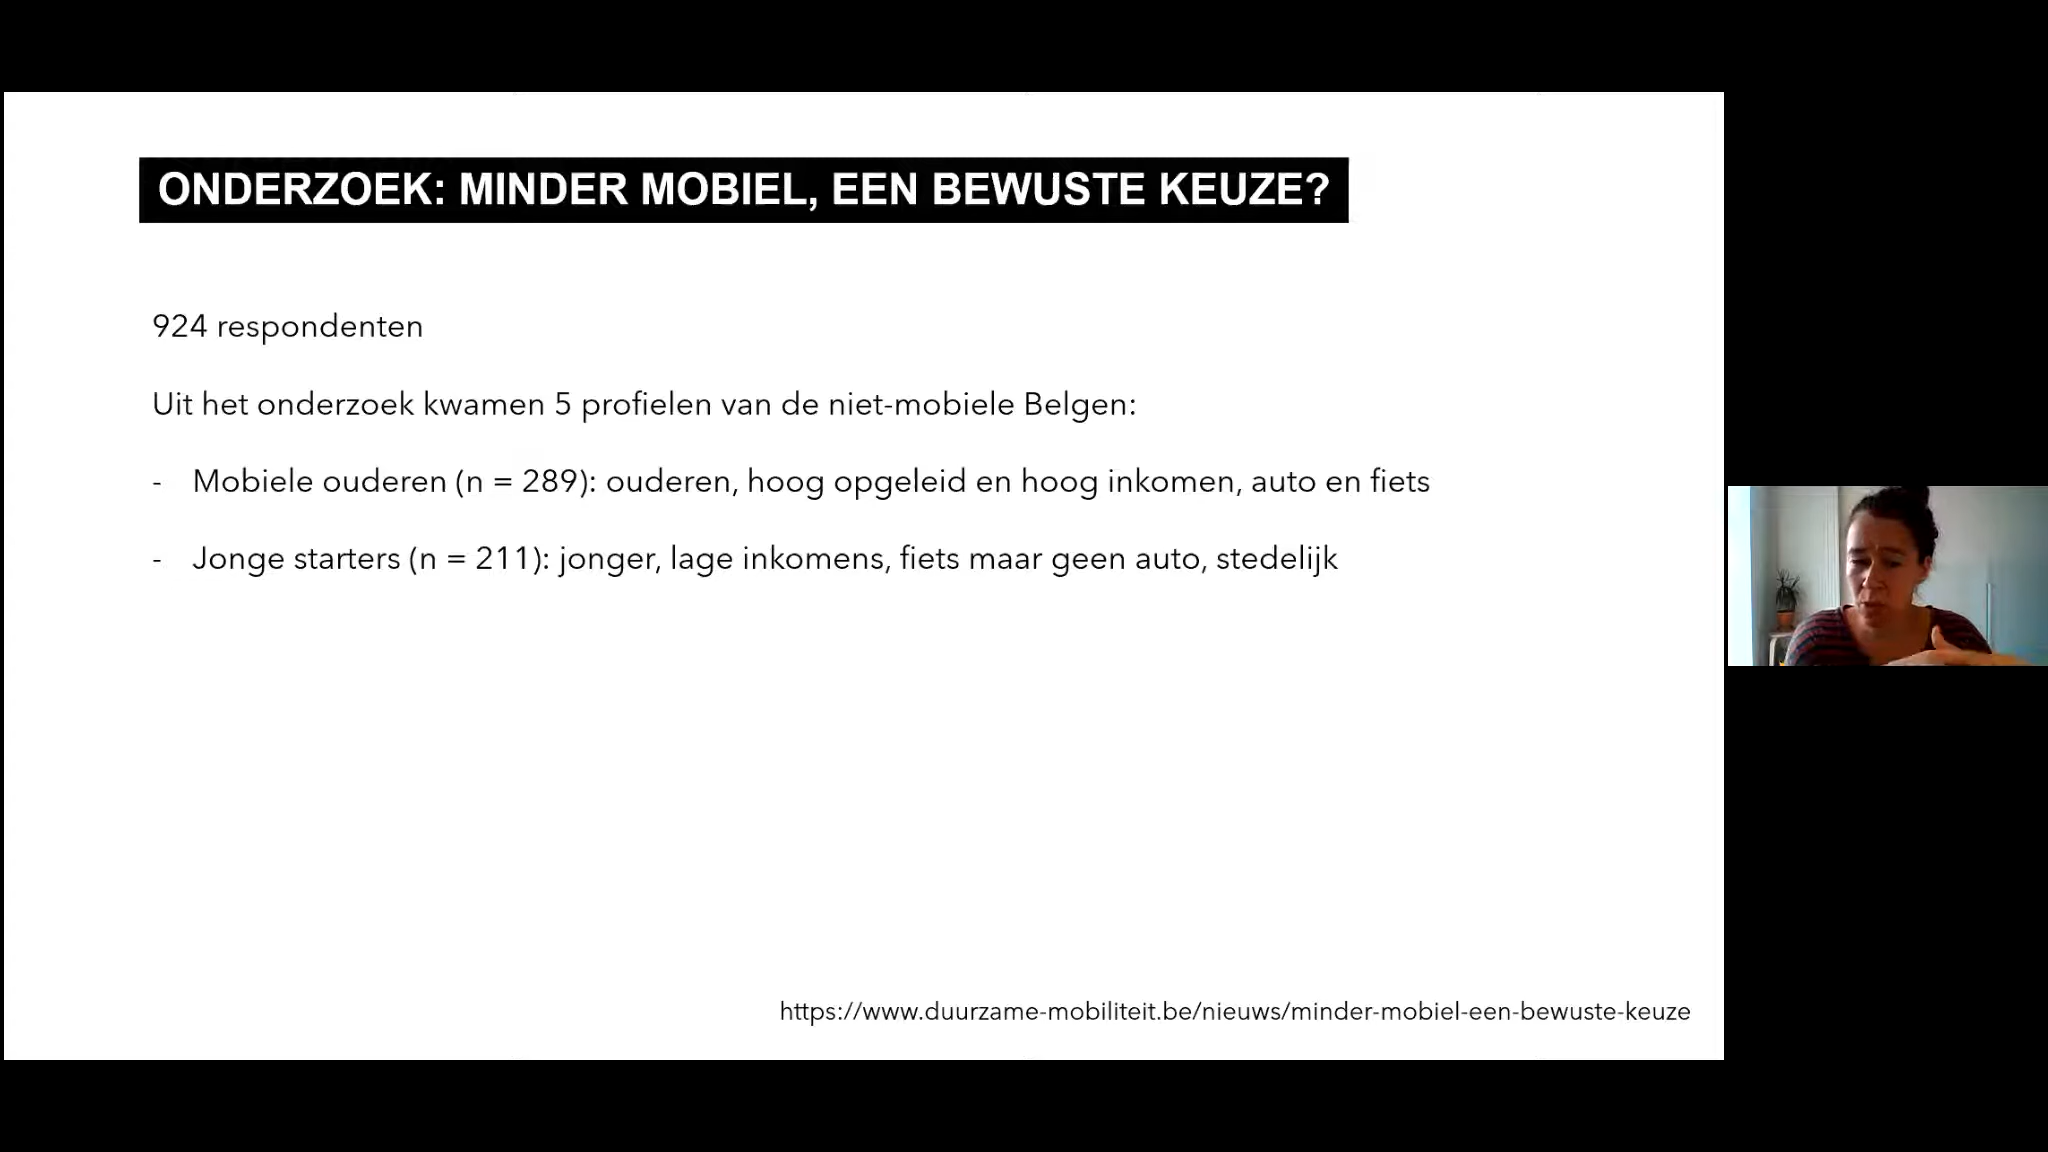 ONDERZOEK: MINDER MOBIEL, EEN BEWUSTE KEUZE?
924 respondenten
Uit het onderzoek kwamen 5 profielen van de niet-mobiele Belgen:
- Mobiele ouderen (n = 289): ouderen, hoog opgeleid en hoog inkomen, auto en fiets
- Jonge starters (n = 211): jonger, lage inkomens, fiets maar geen auto, stedelijk
https://www.duurzame-mobiliteit.be/nieuws/minder-mobiel-een-bewuste-keuze